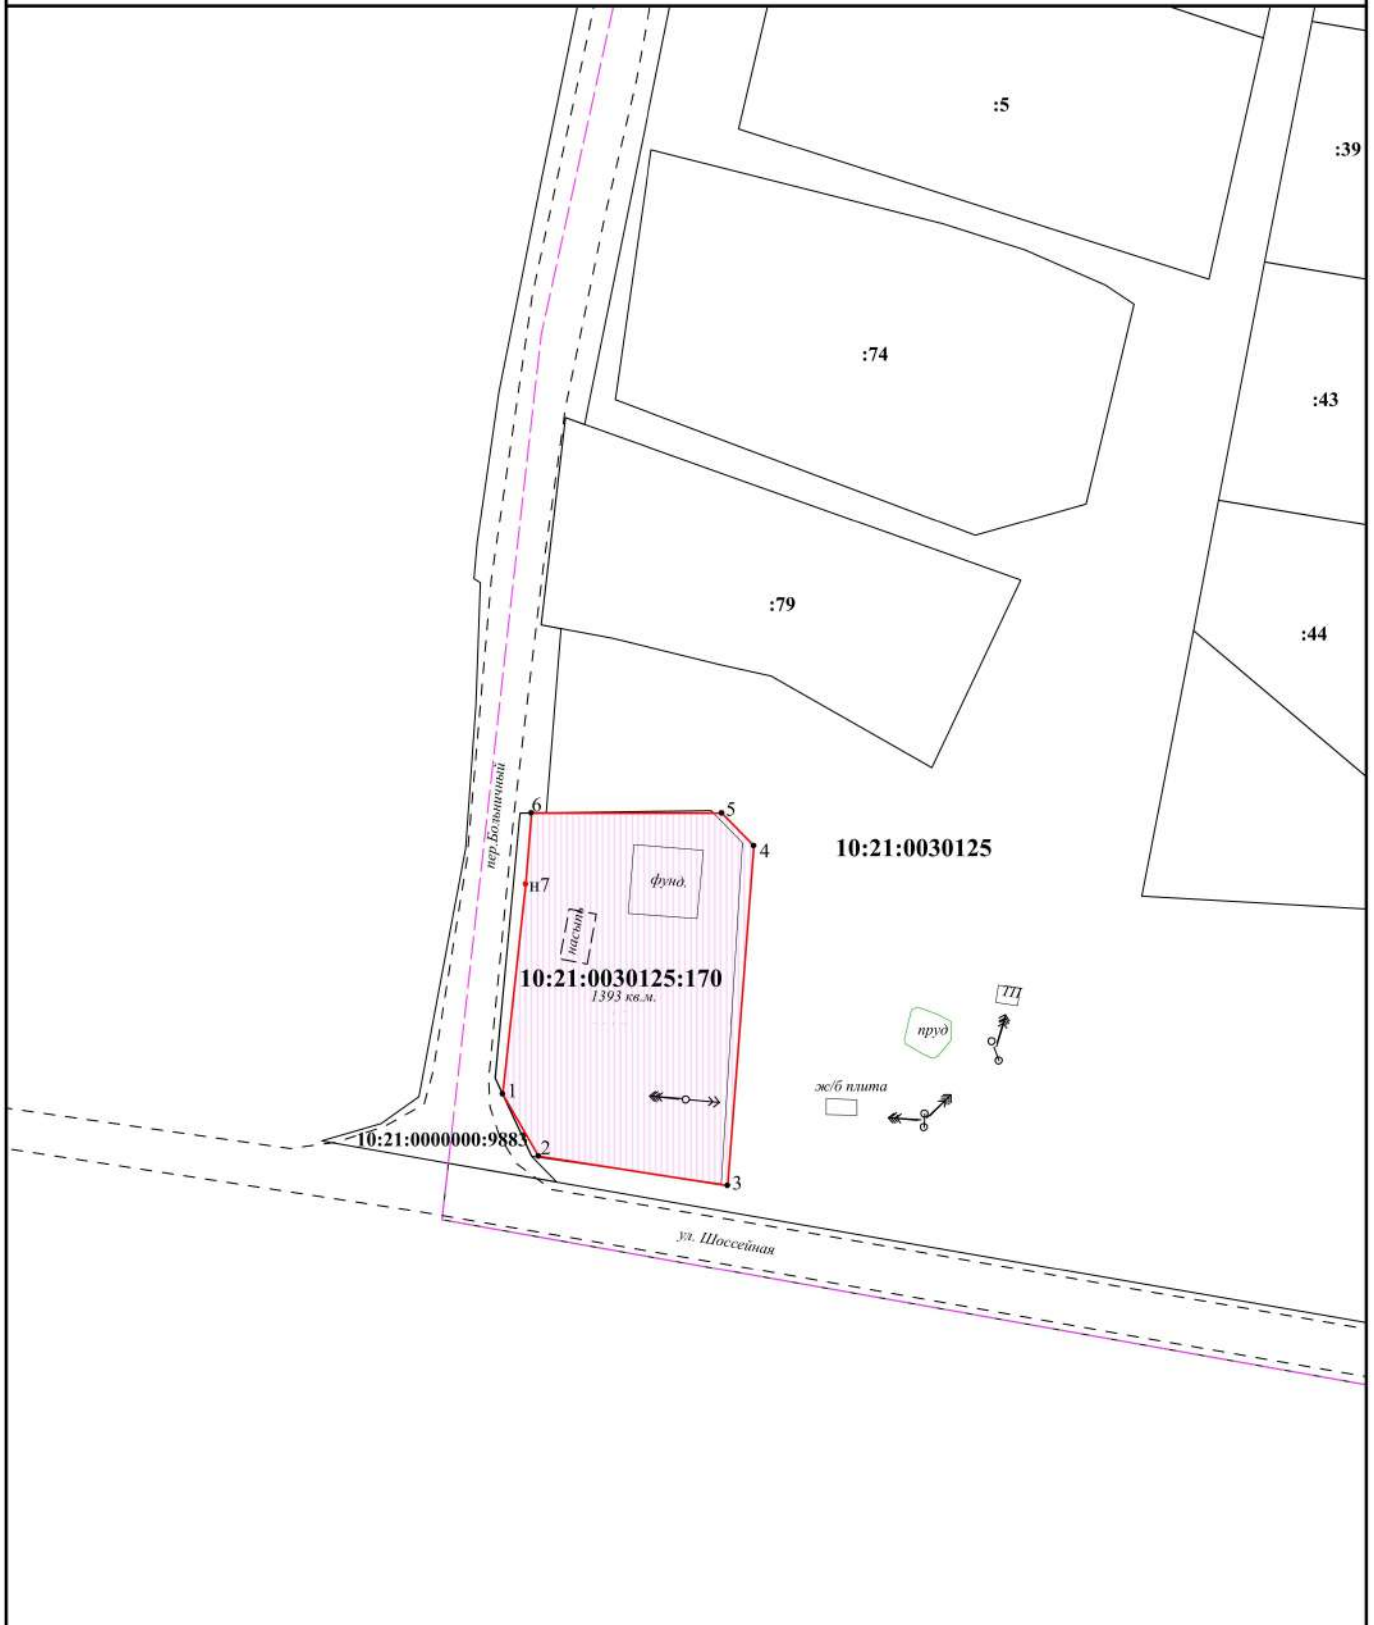 :5
:39
:74
:43
:79
:44
пер.Больничный
6
5
4
10:21:0030125
н7
фунд.
насыпь
10:21:0030125:170
1393 кв.м.
ТП
пруд
ж/б плита
1
10:21:0000000:9883
2
3
ул. Шоссейная